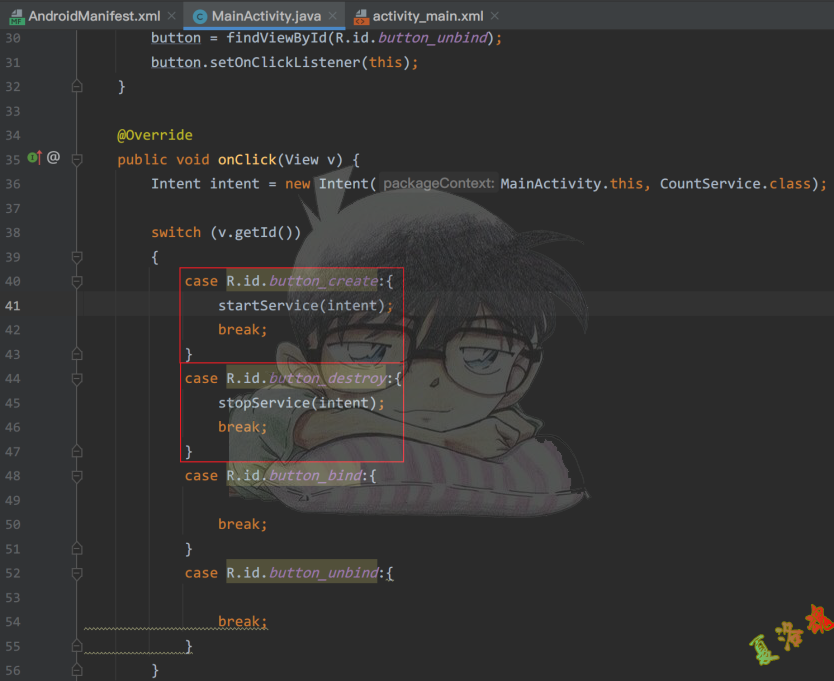 AndroidManifest.xml MainActivity.java activity_main.xml
30 button = findViewById(R.id.button_unbind);
31 button.setOnClickListener(this);
32 }
33
34 @Override
35 public void onClick(View v) {
36 Intent intent = new Intent( packageContext: MainActivity.this, CountService.class);
37
38 switch (v.getId())
39 {
40 case R.id.button_create:{
41 startService(intent);
42 break;
43 }
44 case R.id.button_destroy:{
45 stopService(intent);
46 break;
47 }
48 case R.id.button_bind:{
49
50 break;
51 }
52 case R.id.button_unbind:{
53
54 break;
55 }
56 }
夏洛